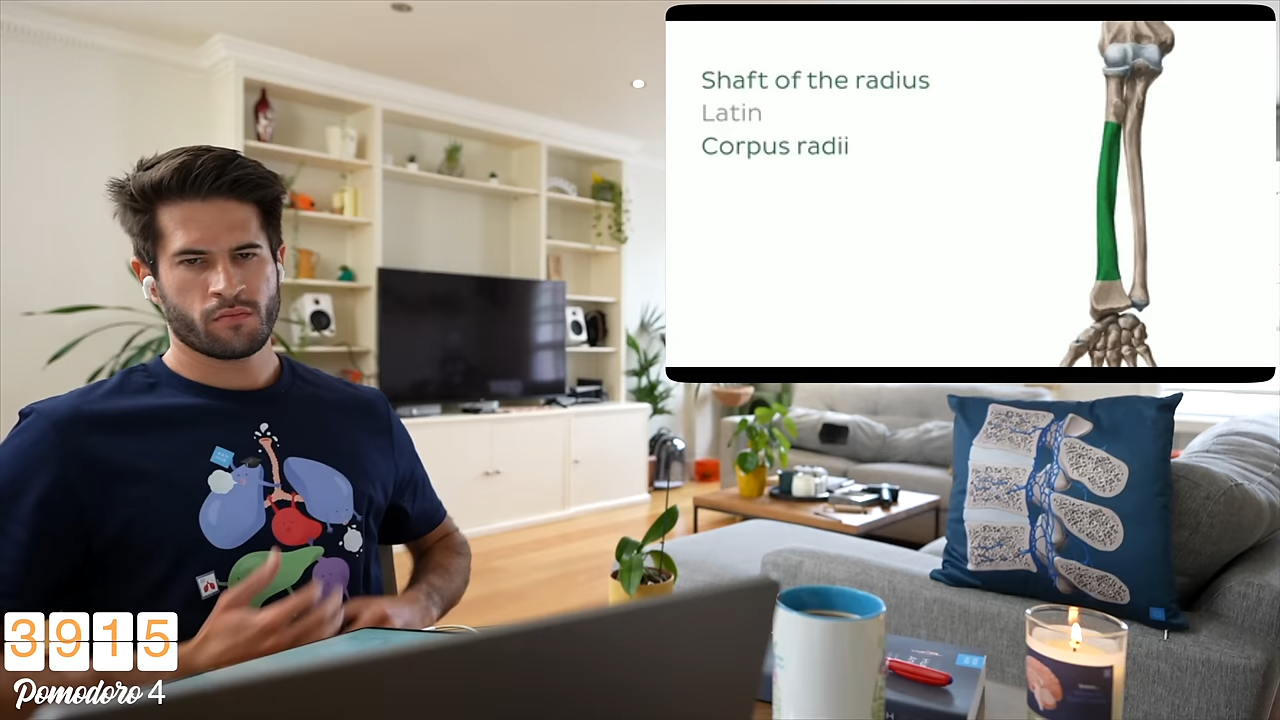 Shaft of the radius
Latin
Corpus radii
3915
Pomodoro 4